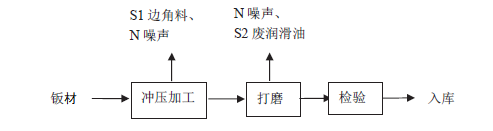 S1 边角料、
N 噪声
N 噪声、
S2 废润滑油
钣材
冲压加工
打磨
检验
入库